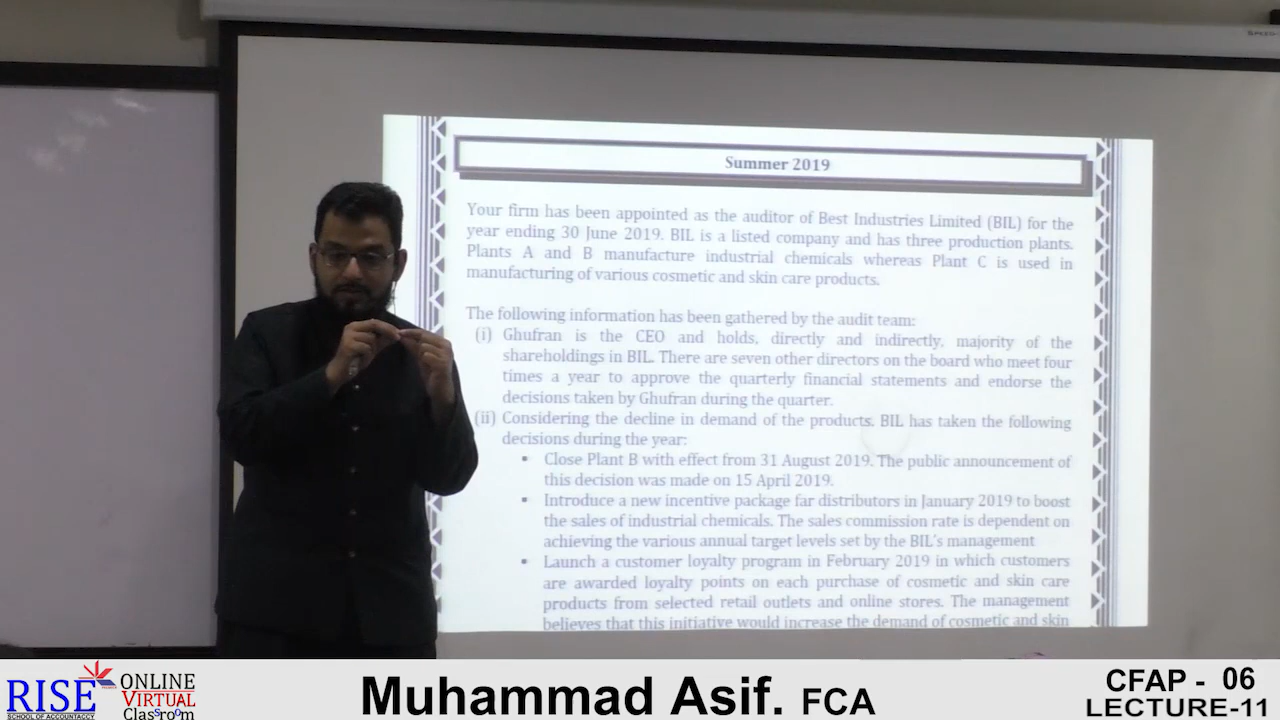 Summer 2019
Your firm has been appointed as the auditor of Best Industries Limited (BIL) for the
year ending 30 June 2019. BIL is a listed company and has three production plants.
Plants A and B manufacture industrial chemicals whereas Plant C is used in
manufacturing of various cosmetic and skin care products.
The following information has been gathered by the audit team:
(i) Ghufran is the CEO and holds, directly and indirectly, majority of the
shareholdings in BIL. There are seven other directors on the board who meet four
times a year to approve the quarterly financial statements and endorse the
decisions taken by Ghufran during the quarter.
(ii) Considering the decline in demand of the products. BIL has taken the following
decisions during the year:
▪ Close Plant B with effect from 31 August 2019. The public announcement of
this decision was made on 15 April 2019.
▪ Introduce a new incentive package far distributors in January 2019 to boost
the sales of industrial chemicals. The sales commission rate is dependent on
achieving the various annual target levels set by the BIL's management
▪ Launch a customer loyalty program in February 2019 in which customers
are awarded loyalty points on each purchase of cosmetic and skin care
products from selected retail outlets and online stores. The management
believes that this initiative would increase the demand of cosmetic and skin
RISE
SCHOOL OF ACCOUNTACCY
ONLINE
VIRTUAL
Classroom
Muhammad Asif. FCA
CFAP - 06
LECTURE-11